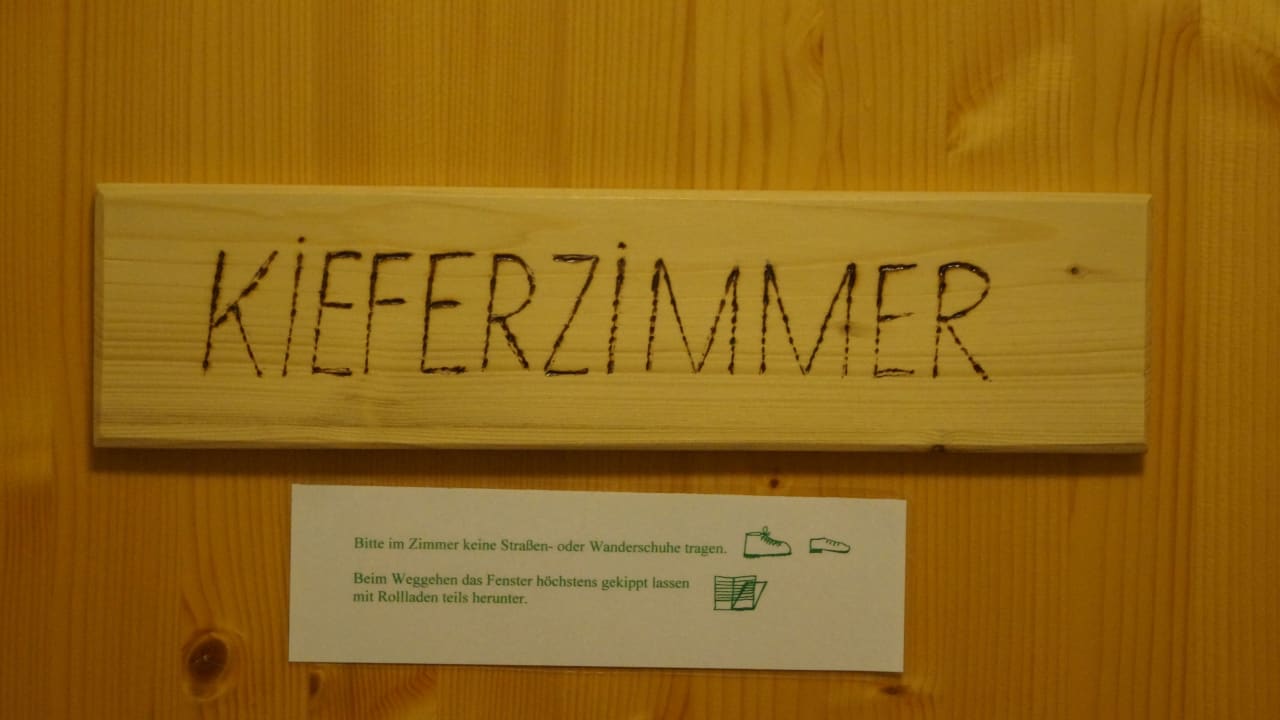 KiEFERZiMMER
Bitte im Zimmer keine Straßen- oder Wanderschuhe tragen.
Beim Weggehen das Fenster höchstens gekippt lassen
mit Rollladen teils herunter.